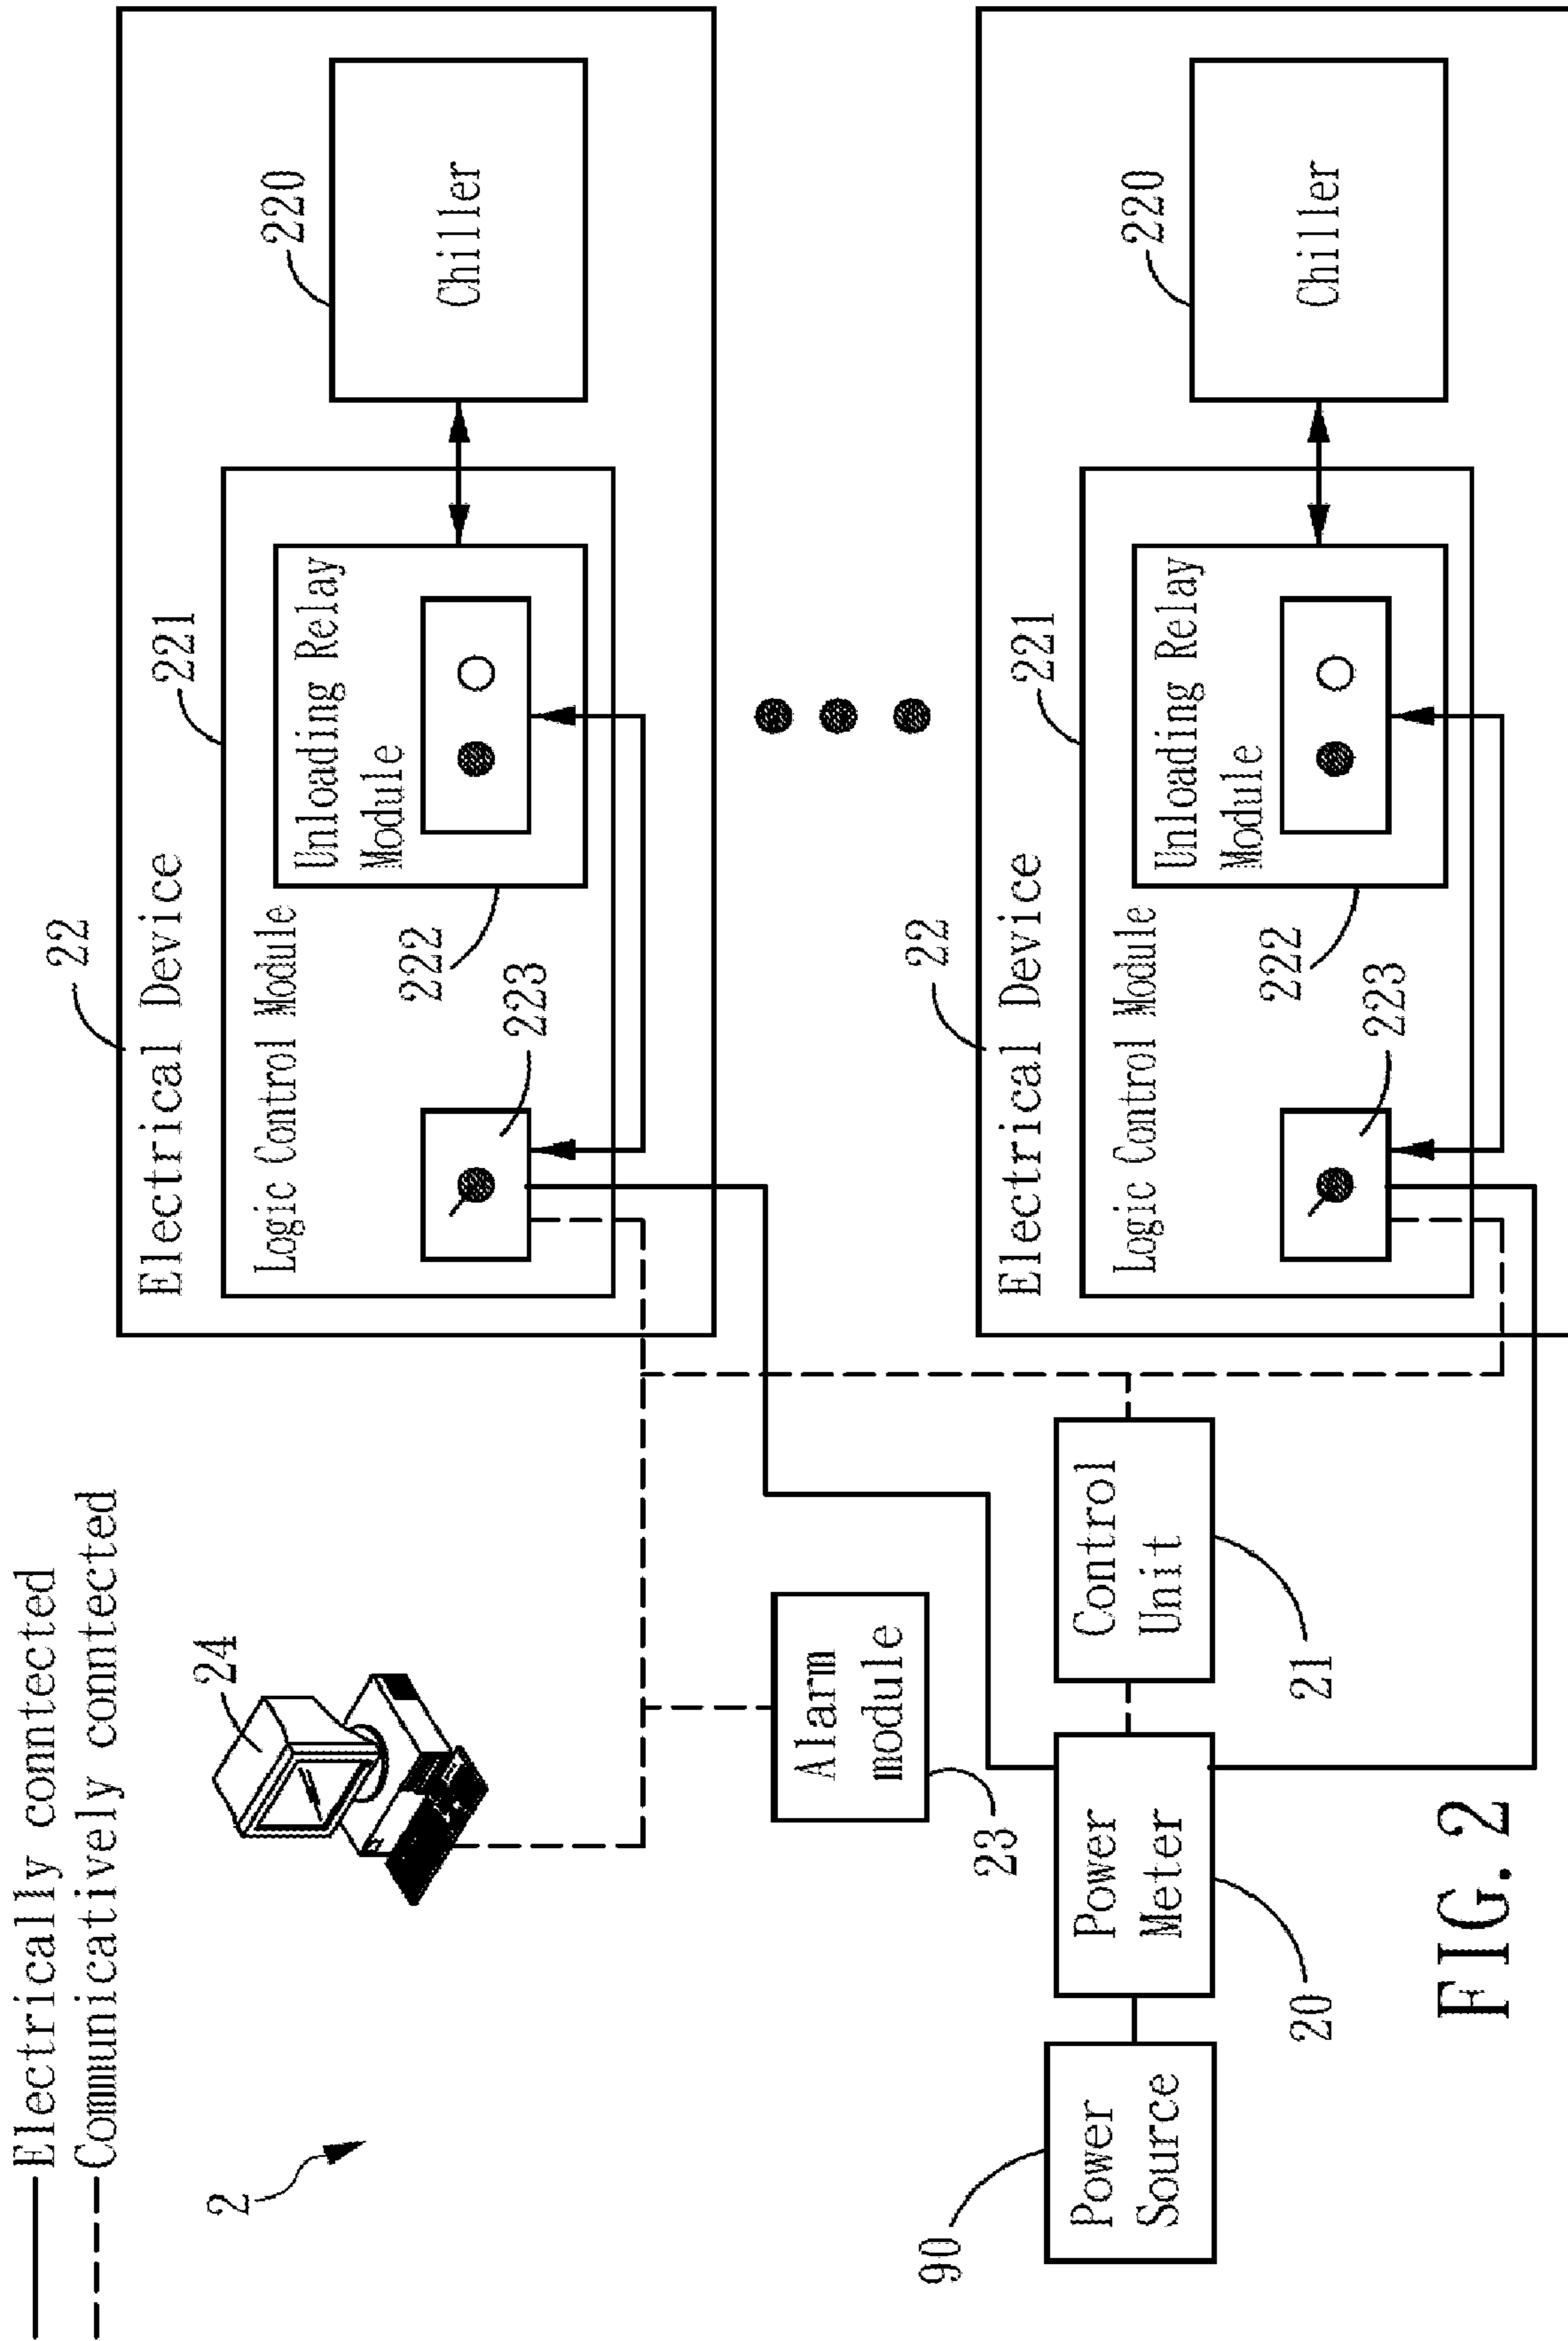 Electrically conntected
Communicatively conntected
2
24
22
Electrical Device
221
Logic Control Module
Unloading Relay
Module
222
223
220
Chiller
22
Electrical Device
221
Logic Control Module
Unloading Relay
Module
222
223
220
Chiller
Alarm
module
23
Control
Unit
21
Power
Meter
20
Power
Source
90
FIG. 2